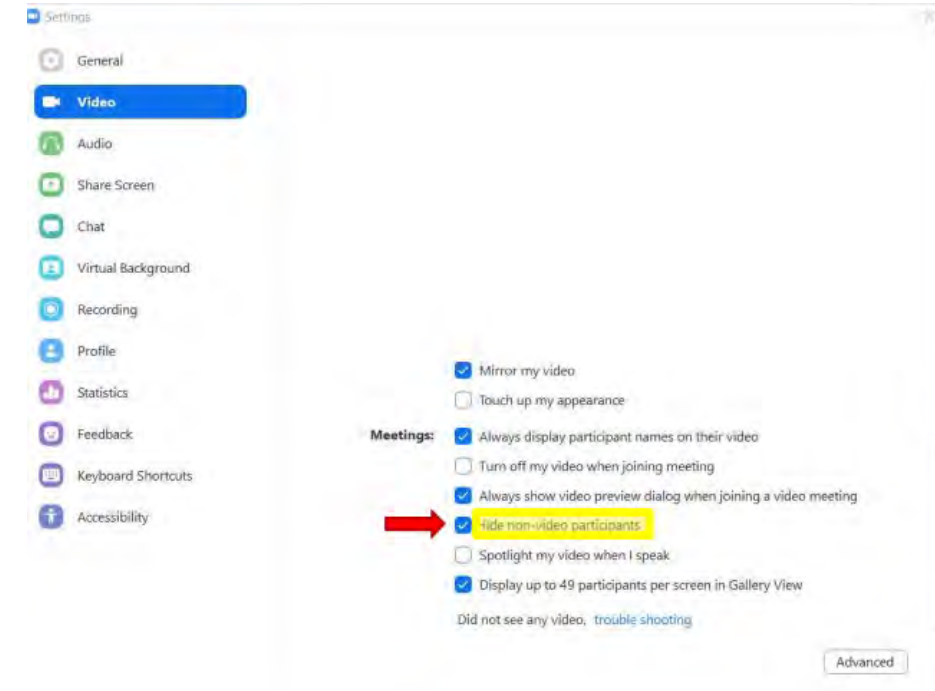 Settings
General
Video
Audio
Share Screen
Chat
Virtual Background
Recording
Profile
Statistics
Feedback
Keyboard Shortcuts
Accessibility
Mirror my video
Touch up my appearance
Meetings: Always display participant names on their video
Turn off my video when joining meeting
Always show video preview dialog when joining a video meeting
Hide non-video participants
Spotlight my video when I speak
Display up to 49 participants per screen in Gallery View
Did not see any video, trouble shooting
Advanced